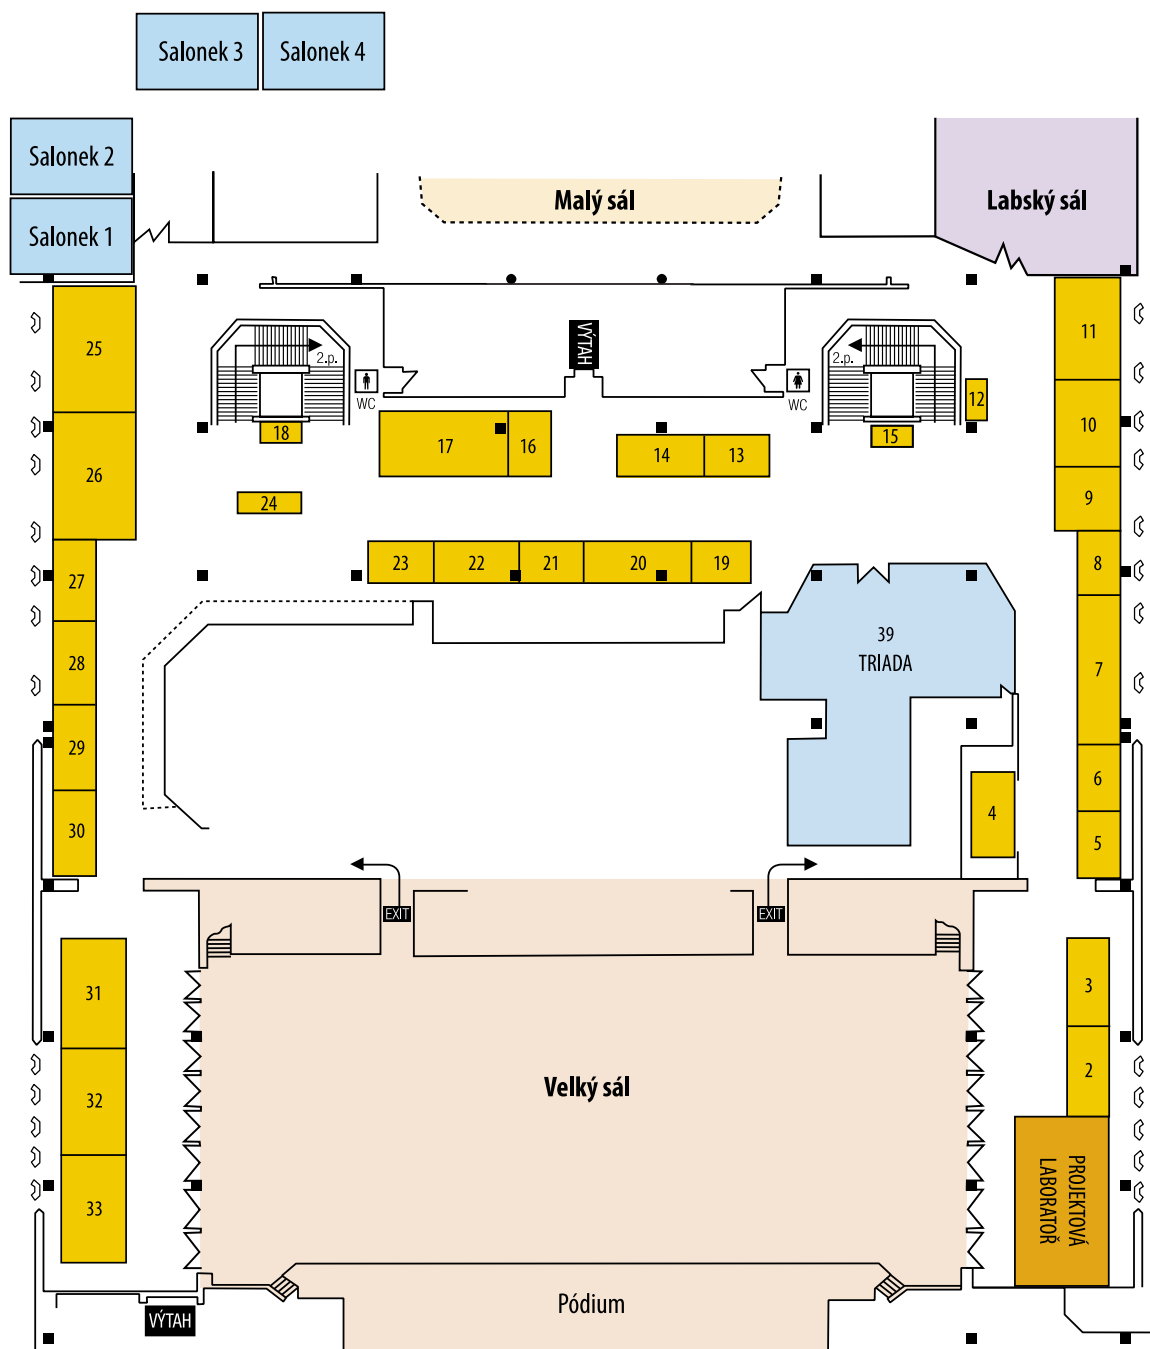 Salonek 3
Salonek 4
Salonek 2
Malý sál
Labský sál
Salonek 1
25
VÝTAH
2.p.
2.p.
11
WC
WC
12
18
17
16
14
13
15
10
26
24
9
23
22
21
20
19
8
27
39
TRIADA
28
7
29
6
4
30
5
EXIT
EXIT
31
3
32
Velký sál
2
33
PROJEKTOVÁ
LABORATOŘ
Pódium
VÝTAH